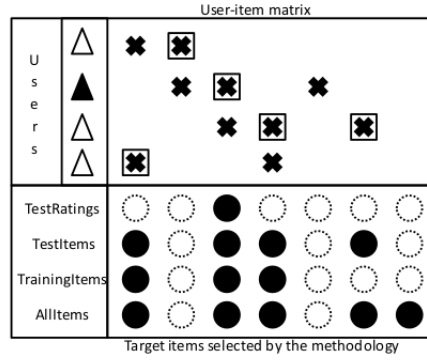 User-item matrix
U
s
e
r
s
TestRatings
TestItems
TrainingItems
AllItems
Target items selected by the methodology